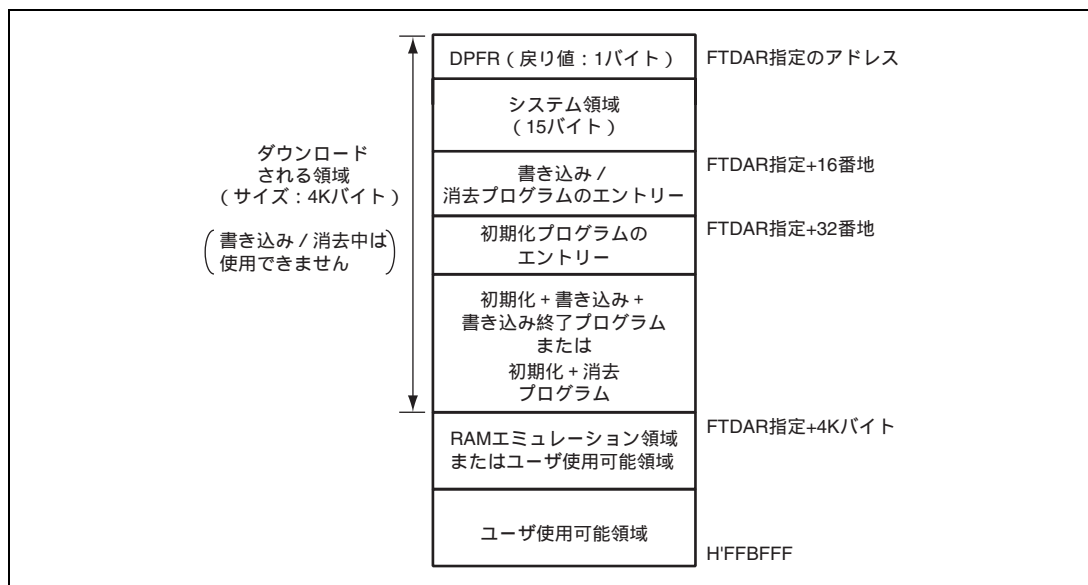 DPFR（戻り値：1バイト）
FTDAR指定のアドレス
システム領域
（15バイト）
ダウンロード
される領域
（サイズ：4Kバイト）
書き込み / 消去中は
使用できません
書き込み /
消去プログラムのエントリー
FTDAR指定+16番地
初期化プログラムの
エントリー
FTDAR指定+32番地
初期化 + 書き込み +
書き込み終了プログラム
または
初期化 + 消去
プログラム
RAMエミュレーション領域
またはユーザ使用可能領域
FTDAR指定+4Kバイト
ユーザ使用可能領域
H'FFBFFF